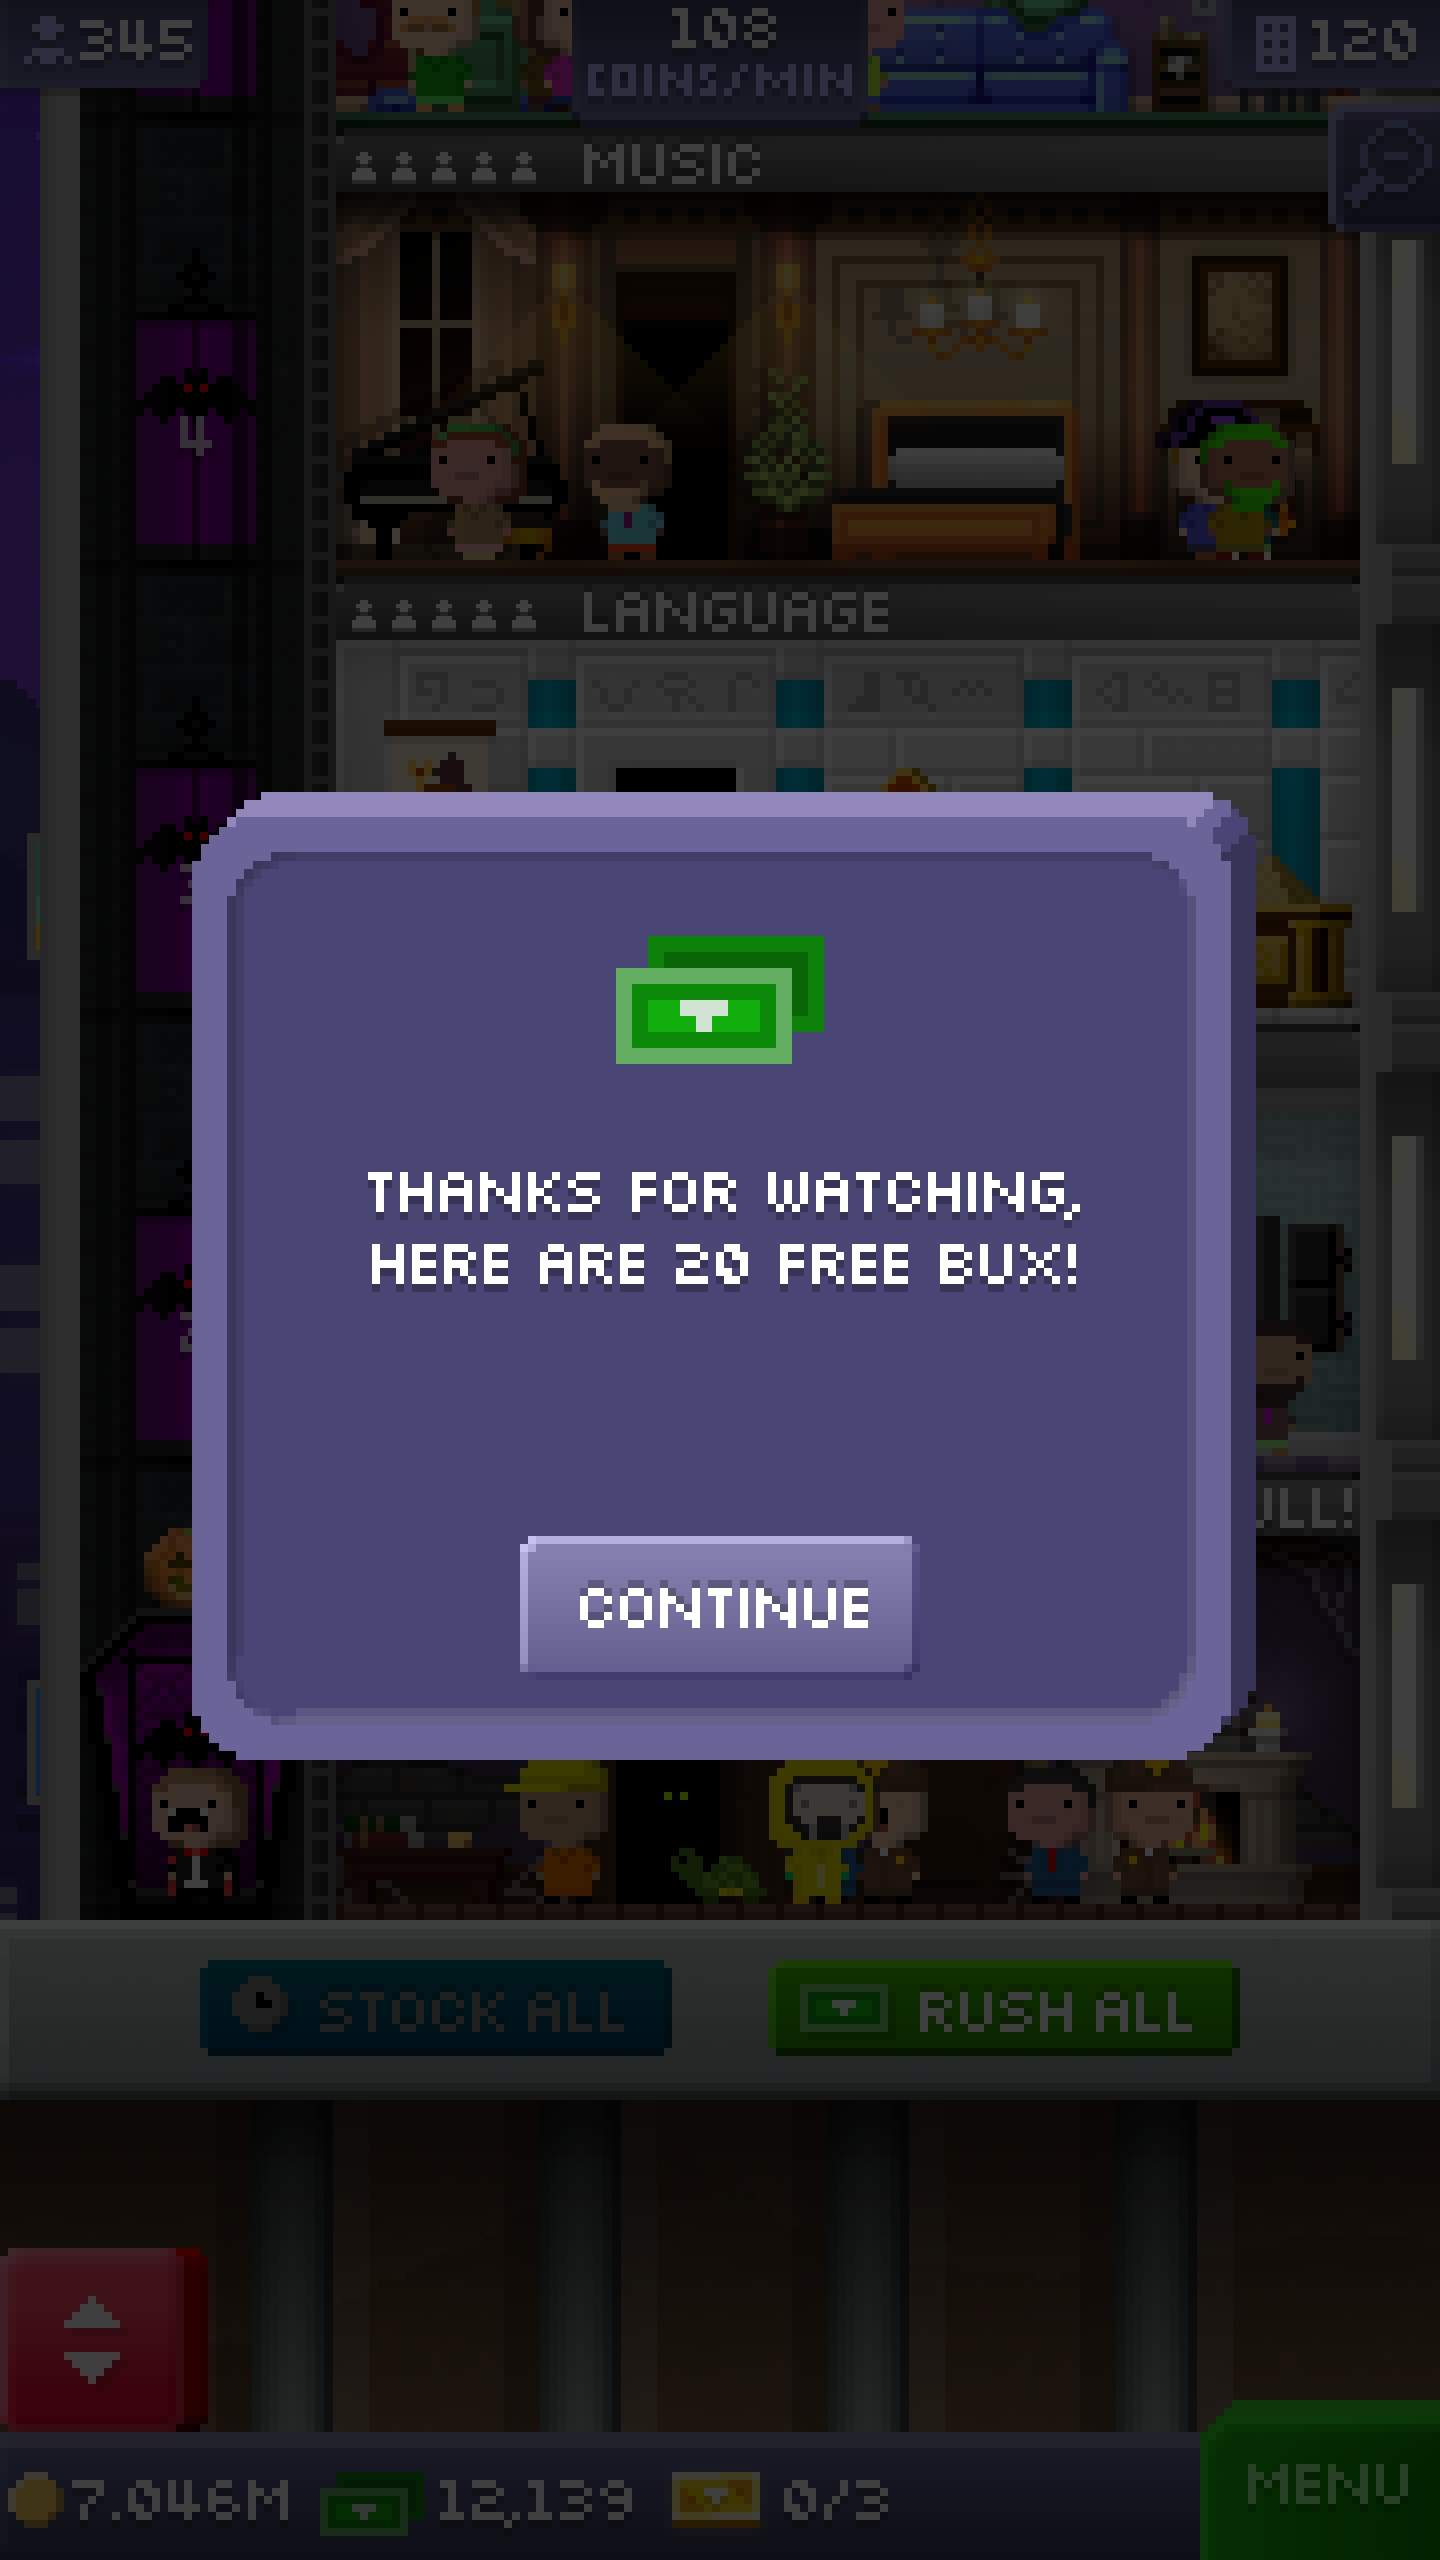 345
108
COINS/MIN
120
MUSIC
4
LANGUAGE
THANKS FOR WATCHING,
HERE ARE 20 FREE BUX!
CONTINUE
ULL!
STOCK ALL
RUSH ALL
7.046M
12,139
0/3
MENU